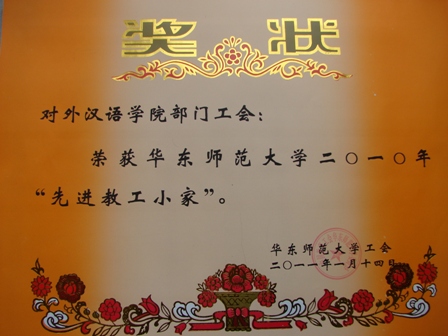 奖状
对外汉语学院部门工会：
荣获华东师范大学二〇一〇年
“先进教工小家”。
华东师范大学工会
二〇一一年一月十四日